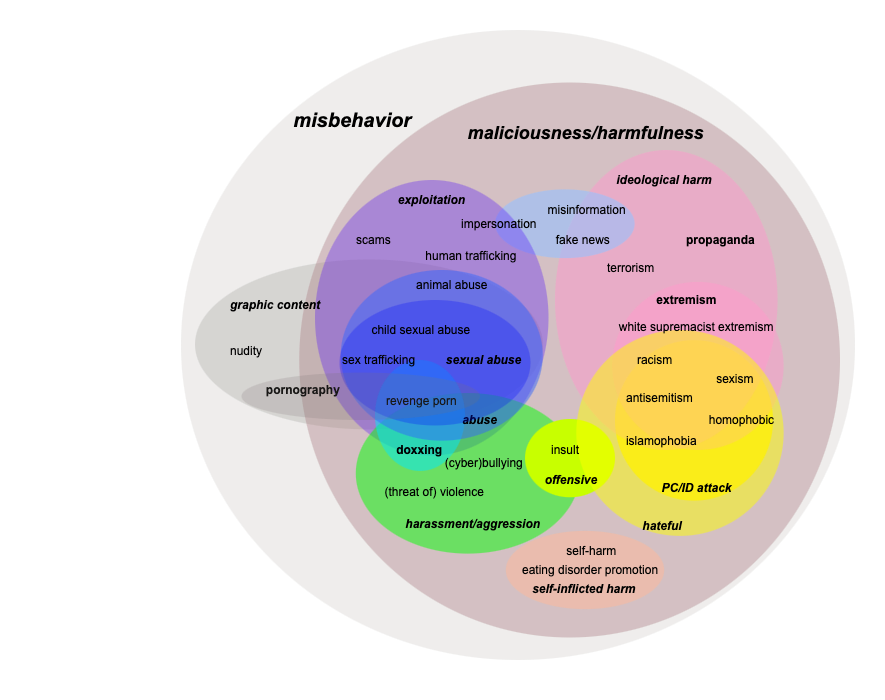 misbehavior
maliciousness/harmfulness
ideological harm
exploitation
misinformation
impersonation
scams
fake news
propaganda
human trafficking
terrorism
animal abuse
extremism
graphic content
child sexual abuse
white supremacist extremism
nudity
sex trafficking
sexual abuse
racism
sexism
pornography
revenge porn
antisemitism
abuse
homophobic
doxxing
insult
islamophobia
(cyber)bullying
offensive
(threat of) violence
PC/ID attack
harassment/aggression
hateful
self-harm
eating disorder promotion
self-inflicted harm